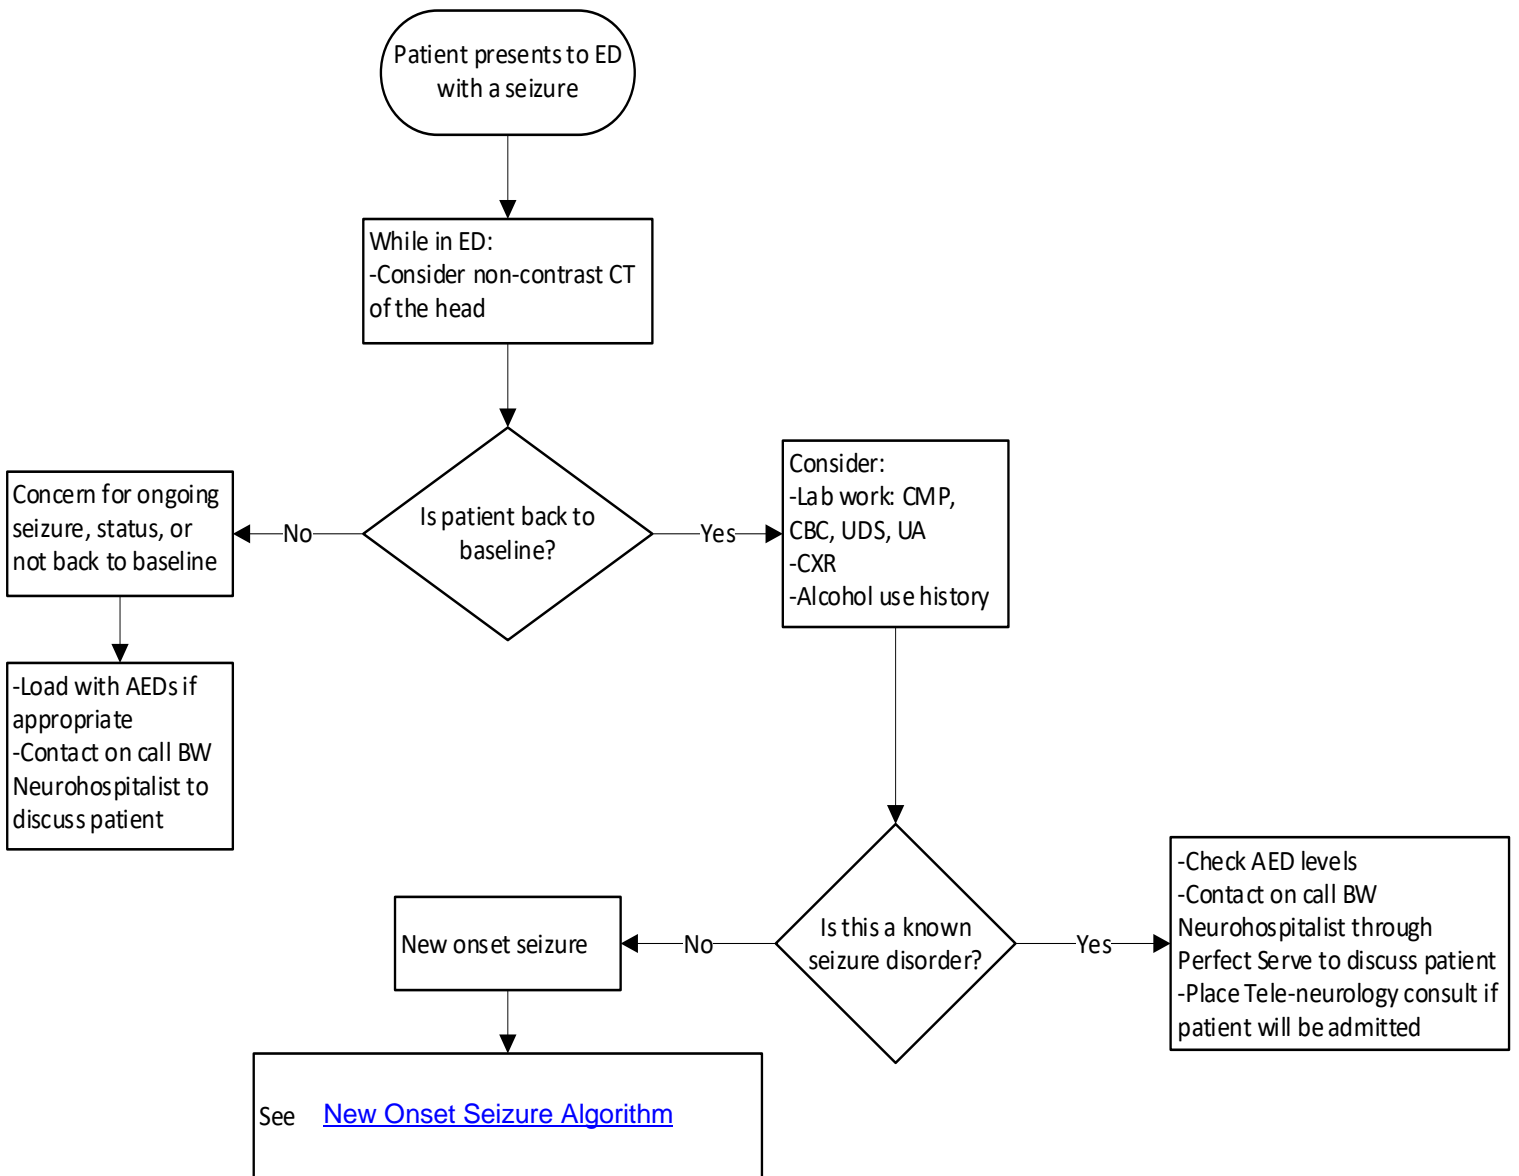 Patient presents to ED
with a seizure
While in ED:
-Consider non-contrast CT
of the head
Is patient back to
baseline?
No
Yes
Concern for ongoing
seizure, status, or
not back to baseline
-Load with AEDs if
appropriate
-Contact on call BW
Neurohospitalist to
discuss patient
Consider:
-Lab work: CMP,
CBC, UDS, UA
-CXR
-Alcohol use history
Is this a known
seizure disorder?
No
Yes
New onset seizure
See New Onset Seizure Algorithm
-Check AED levels
-Contact on call BW
Neurohospitalist through
Perfect Serve to discuss patient
-Place Tele-neurology consult if
patient will be admitted